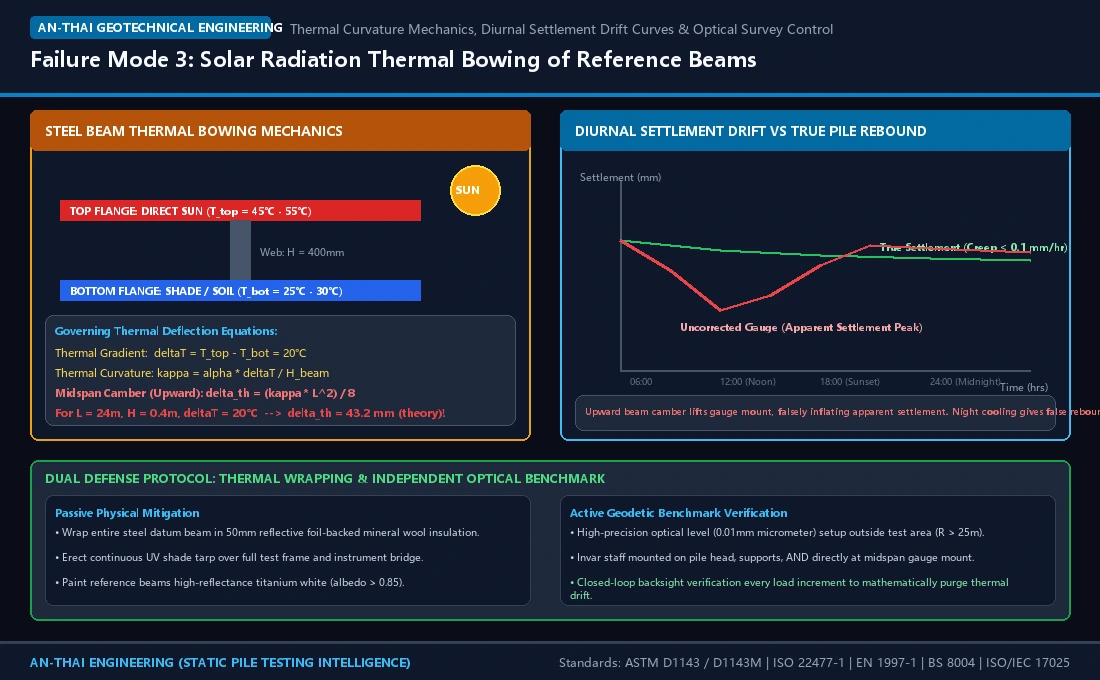 AN-THAI GEOTECHNICAL ENGINEERING Thermal Curvature Mechanics, Diurnal Settlement Drift Curves & Optical Survey Control
Failure Mode 3: Solar Radiation Thermal Bowing of Reference Beams
STEEL BEAM THERMAL BOWING MECHANICS
SUN
TOP FLANGE: DIRECT SUN (T_top = 45°C - 55°C)
Web: H = 400mm
BOTTOM FLANGE: SHADE / SOIL (T_bot = 25°C - 30°C)
Governing Thermal Deflection Equations:
Thermal Gradient: deltaT = T_top - T_bot = 20°C
Thermal Curvature: kappa = alpha * deltaT / H_beam
Midspan Camber (Upward): delta_th = (kappa * L^2) / 8
For L = 24m, H = 0.4m, deltaT = 20°C --> delta_th = 43.2 mm (theory)!
DIURNAL SETTLEMENT DRIFT VS TRUE PILE REBOUND
Settlement (mm)
True Settlement (Creep ≤ 0.1 mm/hr)
Uncorrected Gauge (Apparent Settlement Peak)
06:00 12:00 (Noon) 18:00 (Sunset) 24:00 (Midnight)
Time (hrs)
Upward beam camber lifts gauge mount, falsely inflating apparent settlement. Night cooling gives false
DUAL DEFENSE PROTOCOL: THERMAL WRAPPING & INDEPENDENT OPTICAL BENCHMARK
Passive Physical Mitigation
• Wrap entire steel datum beam in 50mm reflective foil-backed mineral wool insulation.
• Erect continuous UV shade tarp over full test frame and instrument bridge.
• Paint reference beams high-reflectance titanium white (albedo > 0.85).
Active Geodetic Benchmark Verification
• High-precision optical level (0.01mm micrometer) setup outside test area (R > 25m).
• Invar staff mounted on pile head, supports, AND directly at midspan gauge mount.
• Closed-loop backsight verification every load increment to mathematically purge thermal
drift.
AN-THAI ENGINEERING (STATIC PILE TESTING INTELLIGENCE)
Standards: ASTM D1143 / D1143M | ISO 22477-1 | EN 1997-1 | BS 8004 | ISO/IEC 17025